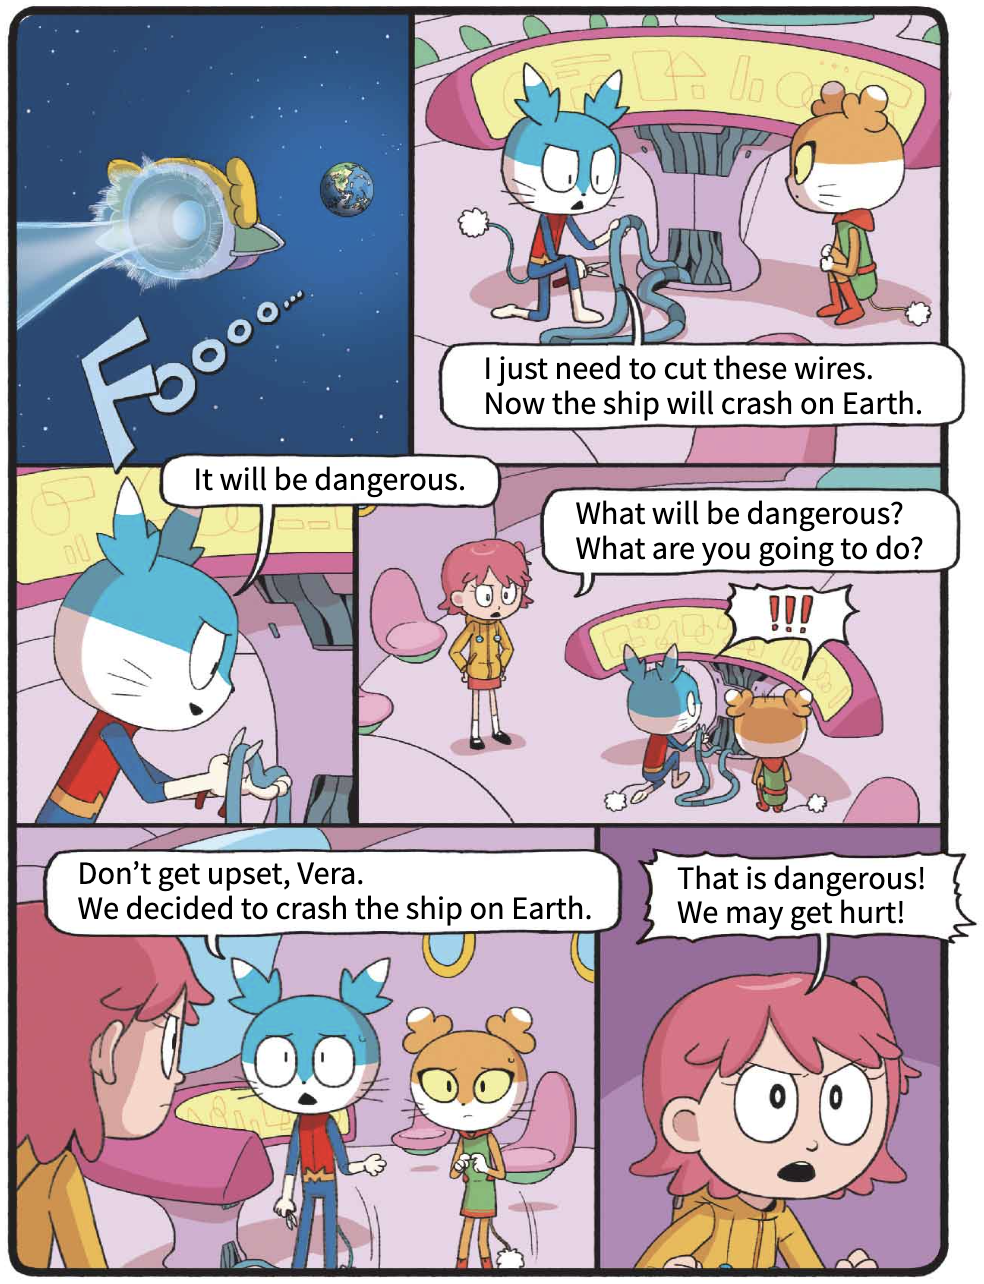 Foooo...
I just need to cut these wires.
Now the ship will crash on Earth.
It will be dangerous.
What will be dangerous?
What are you going to do?
!!!
Don’t get upset, Vera.
We decided to crash the ship on Earth.
That is dangerous!
We may get hurt!